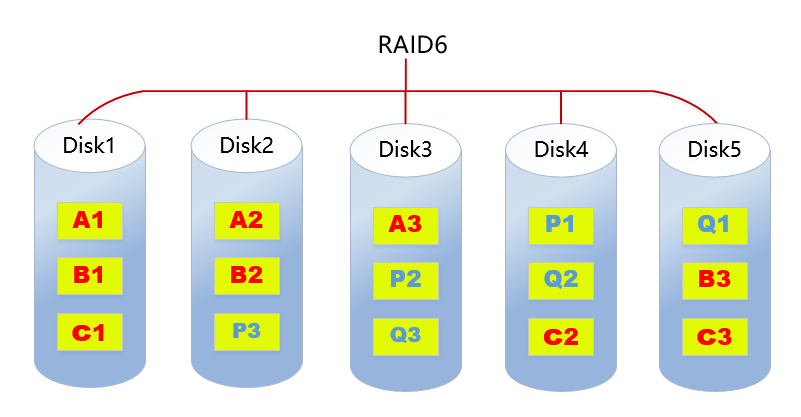 RAID6
Disk1 Disk2 Disk3 Disk4 Disk5
A1 A2 A3 P1 Q1
B1 B2 P2 Q2 B3
C1 P3 Q3 C2 C3